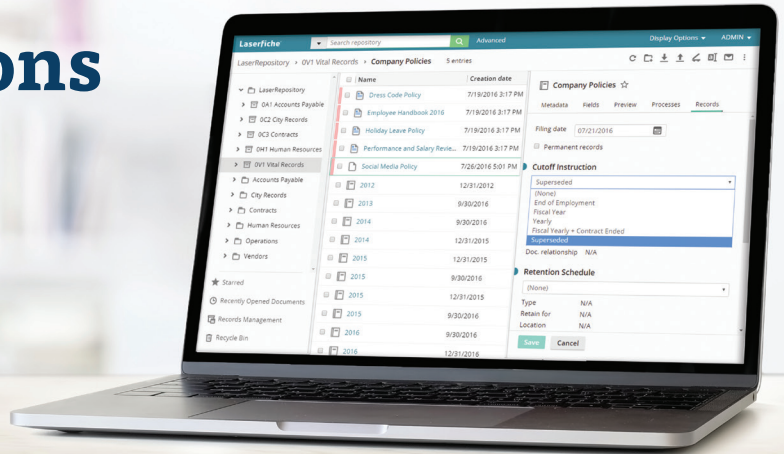 ons
Laserfiche Search repository Advanced Display Options ADMIN
LaserRepository › 0V1 Vital Records › Company Policies 5 entries
LaserRepository
0A1 Accounts Payable
0C2 City Records
0C3 Contracts
0H1 Human Resources
0V1 Vital Records
Accounts Payable
City Records
Contracts
Human Resources
Operations
Vendors
Starred
Recently Opened Documents
Records Management
Recycle Bin
Name Creation date
Dress Code Policy 7/19/2016 3:17 PM
Employee Handbook 2016 7/19/2016 3:17 PM
Holiday Leave Policy 7/19/2016 3:17 PM
Performance and Salary Revie... 7/19/2016 3:17 PM
Social Media Policy 7/26/2016 5:01 PM
2012 12/31/2012
2013 9/30/2016
2014 9/30/2016
2014 12/31/2015
2015 12/31/2015
2015 9/30/2016
2015 12/31/2015
2015 9/30/2016
2016 9/30/2016
2016 12/31/2016
Company Policies
Metadata Fields Preview Processes Records
Filing date 07/21/2016
Permanent records
Cutoff Instruction
Superseded
(None)
End of Employment
Fiscal Year
Yearly
Fiscal Yearly + Contract Ended
Superseded
Doc. relationship N/A
Retention Schedule
(None)
Type N/A
Retain for N/A
Location N/A
Save Cancel